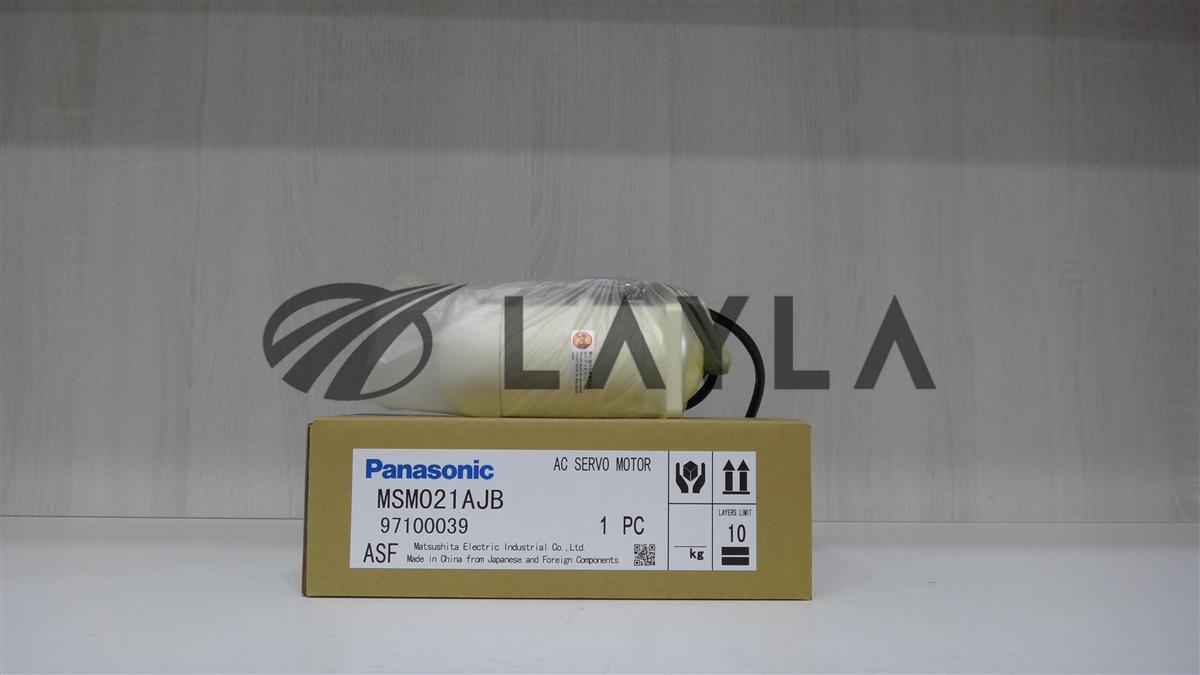 LAYLA
Panasonic
AC SERVO MOTOR
MSM021AJB
97100039
1 PC
ASF
Matsushita Electric Industrial Co.,Ltd.
Made in China from Japanese and Foreign Components
kg
LAYERS LIMIT
10